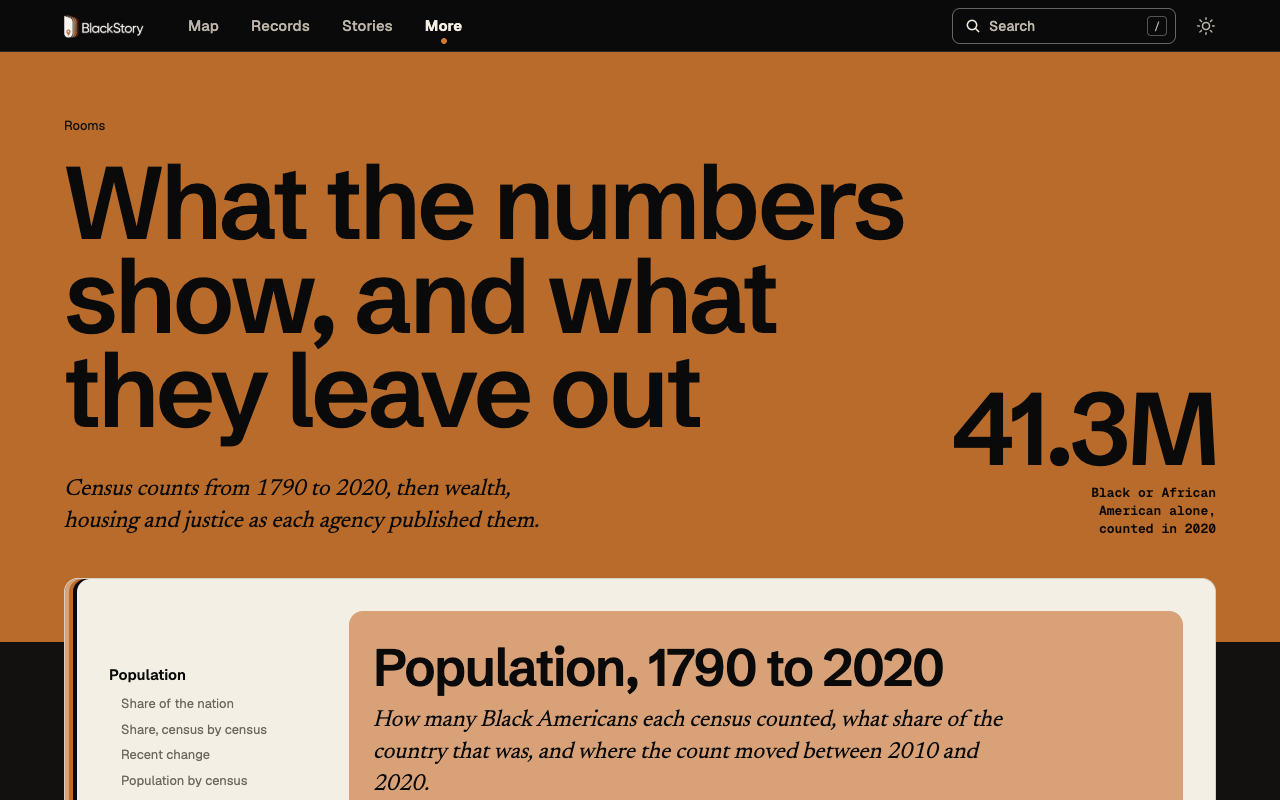 BlackStory
Map
Records
Stories
More
Search
/
Rooms
What the numbers
show, and what
they leave out
Census counts from 1790 to 2020, then wealth,
housing and justice as each agency published them.
41.3M
Black or African
American alone,
counted in 2020
Population
Share of the nation
Share, census by census
Recent change
Population by census
Population, 1790 to 2020
How many Black Americans each census counted, what share of the
country that was, and where the count moved between 2010 and
2020.